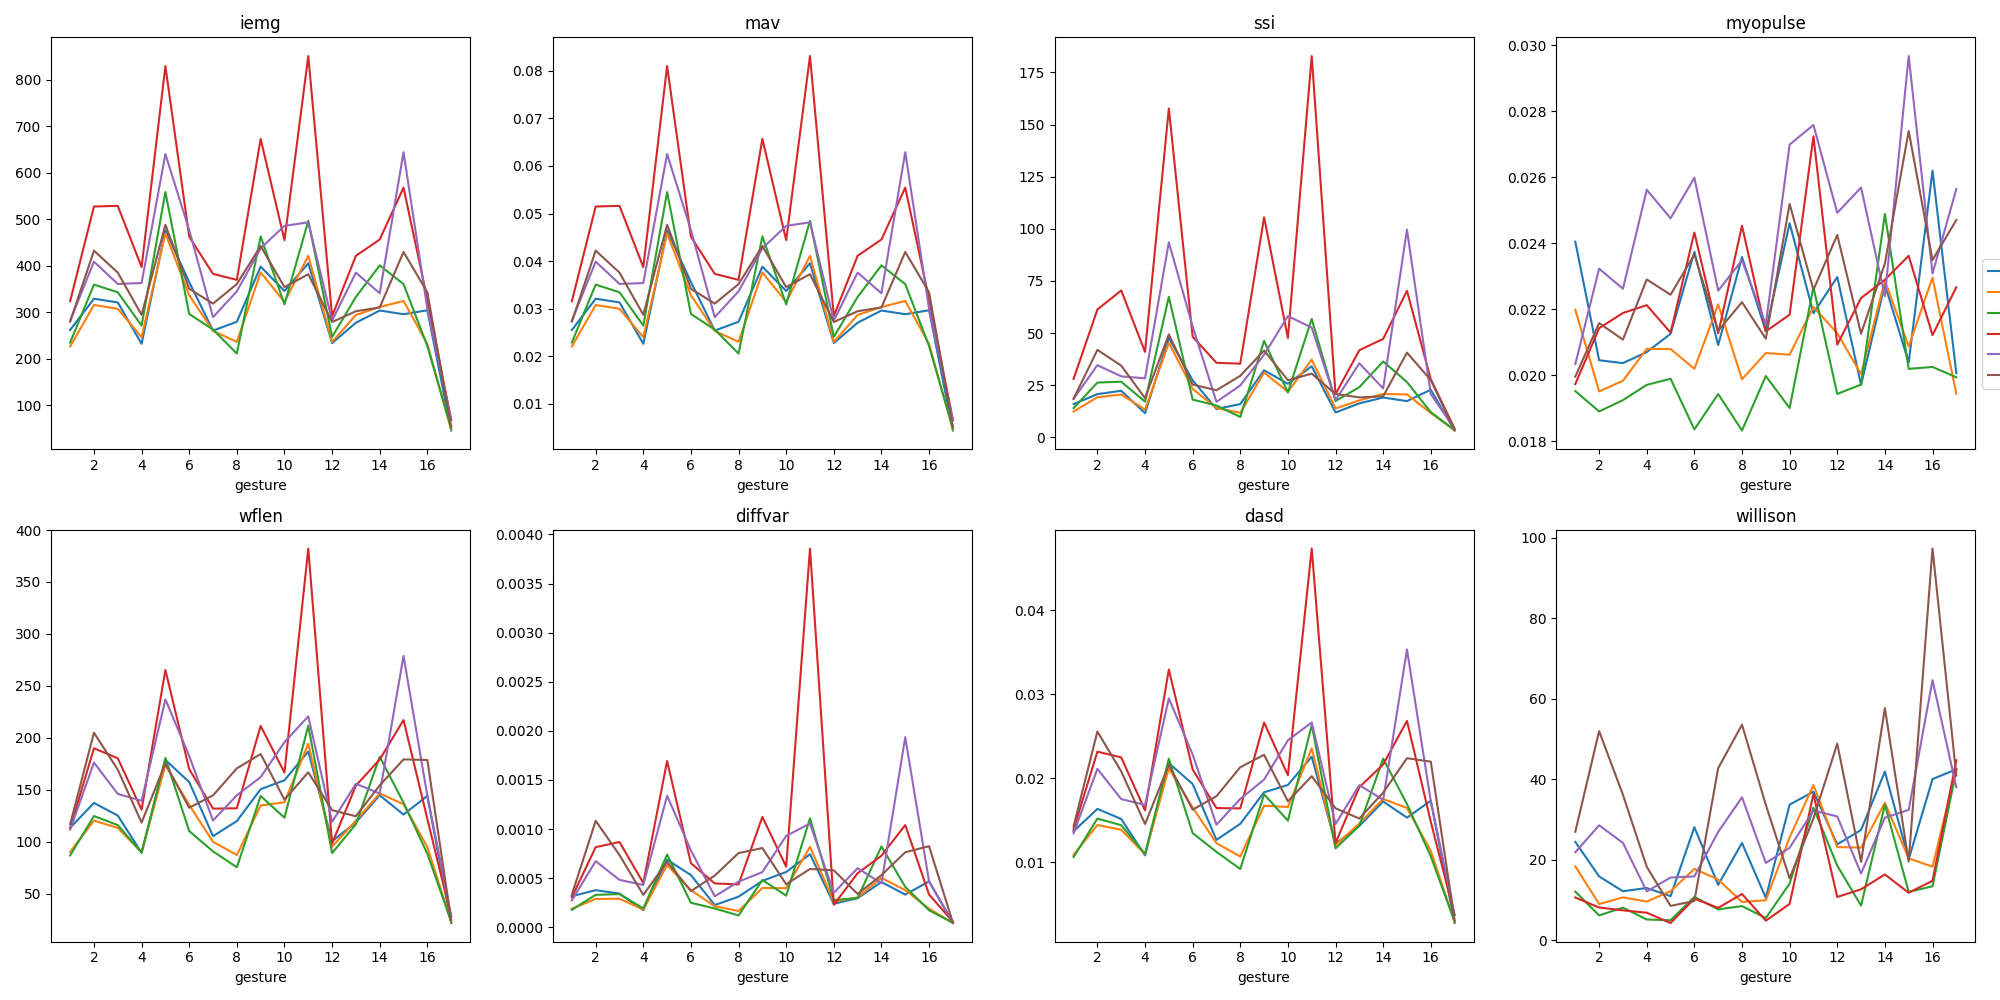 iemg
800
700
600
500
400
300
200
100
2 4 6 8 10 12 14 16
gesture
mav
0.08
0.07
0.06
0.05
0.04
0.03
0.02
0.01
2 4 6 8 10 12 14 16
gesture
ssi
175
150
125
100
75
50
25
0
2 4 6 8 10 12 14 16
gesture
myopulse
0.030
0.028
0.026
0.024
0.022
0.020
0.018
2 4 6 8 10 12 14 16
gesture
wflen
400
350
300
250
200
150
100
50
2 4 6 8 10 12 14 16
gesture
diffvar
0.0040
0.0035
0.0030
0.0025
0.0020
0.0015
0.0010
0.0005
0.0000
2 4 6 8 10 12 14 16
gesture
dasd
0.04
0.03
0.02
0.01
2 4 6 8 10 12 14 16
gesture
willison
100
80
60
40
20
0
2 4 6 8 10 12 14 16
gesture